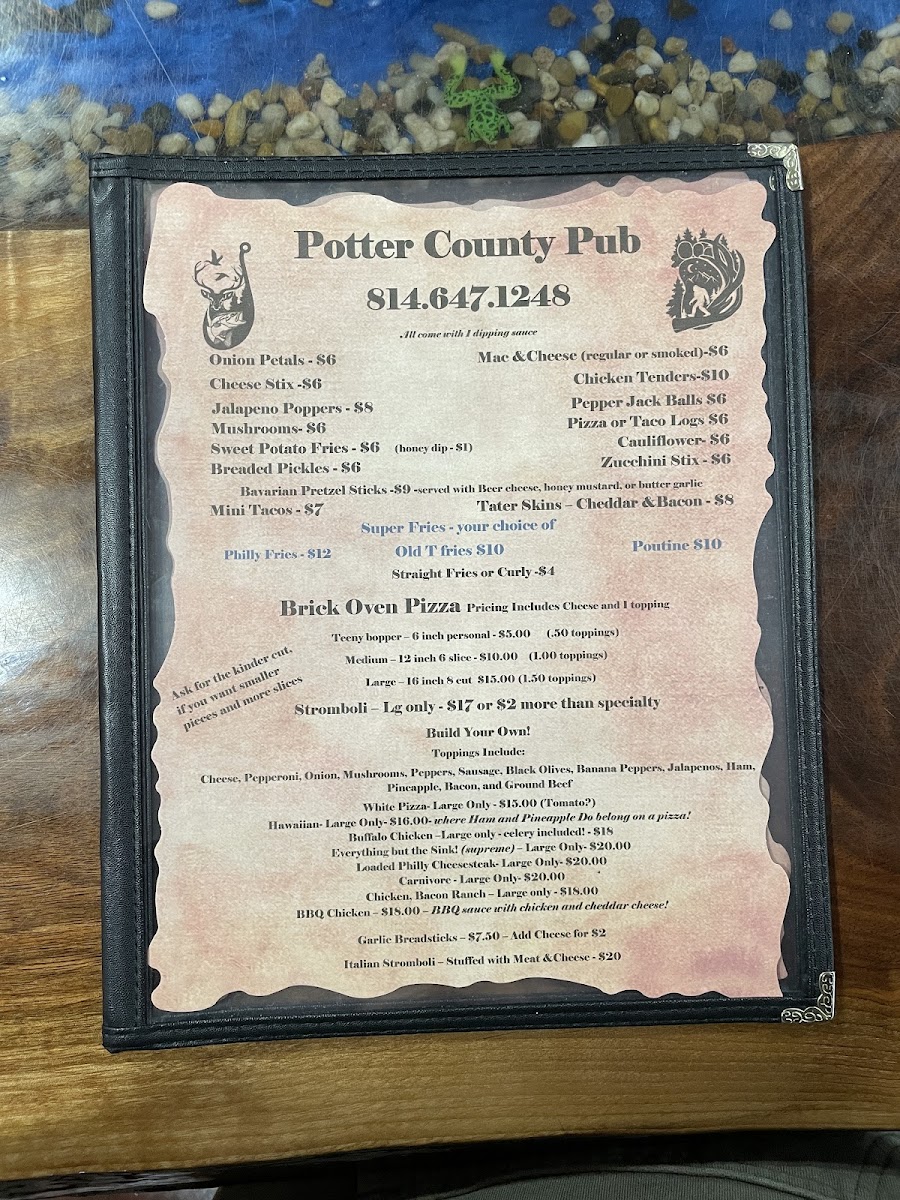 Potter County Pub
814.647.1248
All come with 1 dipping sauce
Onion Petals - $6
Mac &Cheese (regular or smoked)-$6
Cheese Stix -$6
Chicken Tenders-$10
Jalapeno Poppers - $8
Pepper Jack Balls $6
Mushrooms- $6
Pizza or Taco Logs $6
Sweet Potato Fries - $6 (honey dip - $1)
Cauliflower- $6
Breaded Pickles - $6
Zucchini Stix - $6
Bavarian Pretzel Sticks -$9 -served with Beer cheese, honey mustard, or butter garlic
Mini Tacos - $7
Tater Skins – Cheddar &Bacon - $8
Super Fries - your choice of
Philly Fries - $12 Old T fries $10 Poutine $10
Straight Fries or Curly -$4
Brick Oven Pizza Pricing Includes Cheese and 1 topping
Teeny bopper – 6 inch personal - $5.00 (.50 toppings)
Medium – 12 inch 6 slice - $10.00 (1.00 toppings)
Large – 16 inch 8 cut $15.00 (1.50 toppings)
Ask for the kinder cut,
if you want smaller
pieces and more slices
Stromboli – Lg only - $17 or $2 more than specialty
Build Your Own!
Toppings Include:
Cheese, Pepperoni, Onion, Mushrooms, Peppers, Sausage, Black Olives, Banana Peppers, Jalapenos, Ham,
Pineapple, Bacon, and Ground Beef
White Pizza- Large Only - $15.00 (Tomato?)
Hawaiian- Large Only- $16.00- where Ham and Pineapple Do belong on a pizza!
Buffalo Chicken –Large only - celery included! - $18
Everything but the Sink! (supreme) – Large Only- $20.00
Loaded Philly Cheesesteak- Large Only- $20.00
Carnivore - Large Only- $20.00
Chicken, Bacon Ranch – Large only - $18.00
BBQ Chicken – $18.00 – BBQ sauce with chicken and cheddar cheese!
Garlic Breadsticks – $7.50 – Add Cheese for $2
Italian Stromboli – Stuffed with Meat &Cheese - $20